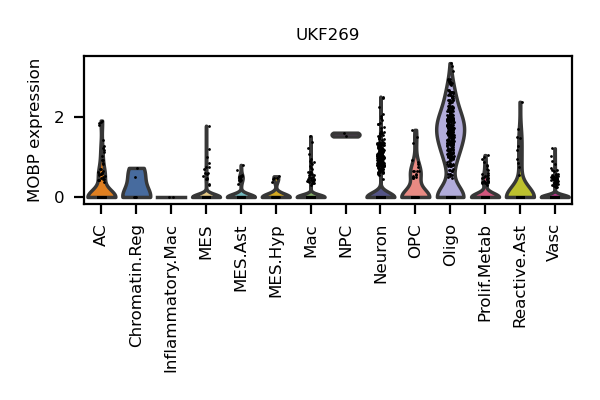 UKF269
MOBP expression
2
0
AC
Chromatin.Reg
Inflammatory.Mac
MES
MES.Ast
MES.Hyp
Mac
NPC
Neuron
OPC
Oligo
Prolif.Metab
Reactive.Ast
Vasc